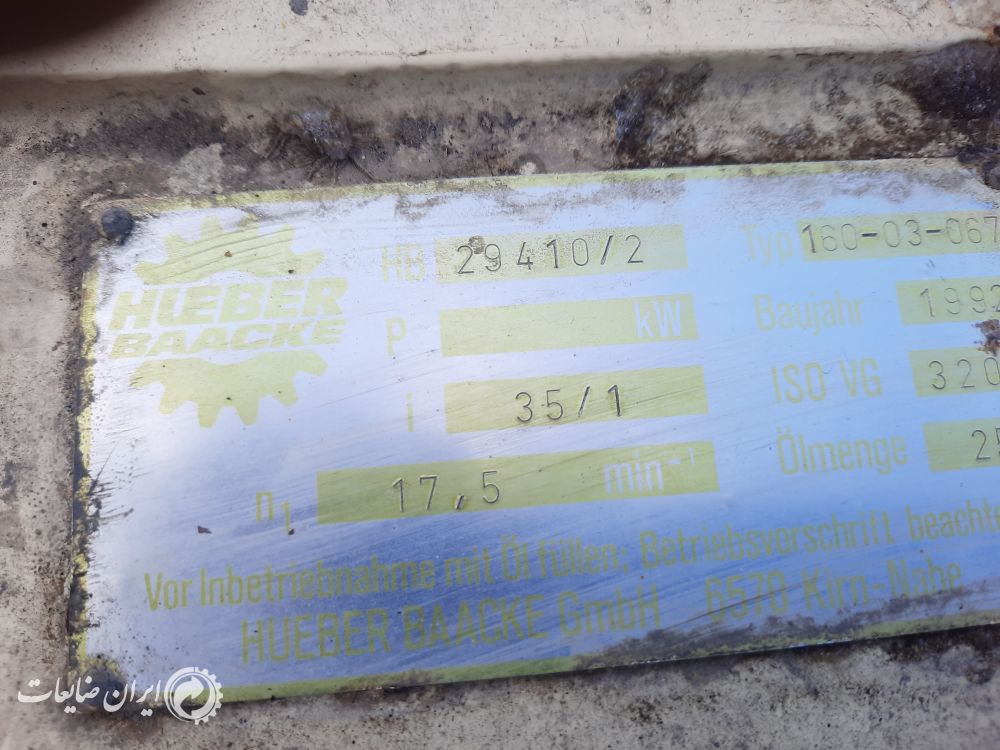 HUEBER
BAACKE
HB 29410/2 Typ 160-03-067
P kW Baujahr 1992
i 35/1 ISO VG 320
n1 17,5 min-1 Ölmenge
Vor Inbetriebnahme mit Öl füllen; Betriebsvorschrift
HUEBER BAACKE GmbH 6570 Kirn-Nahe
ایران ضایعات